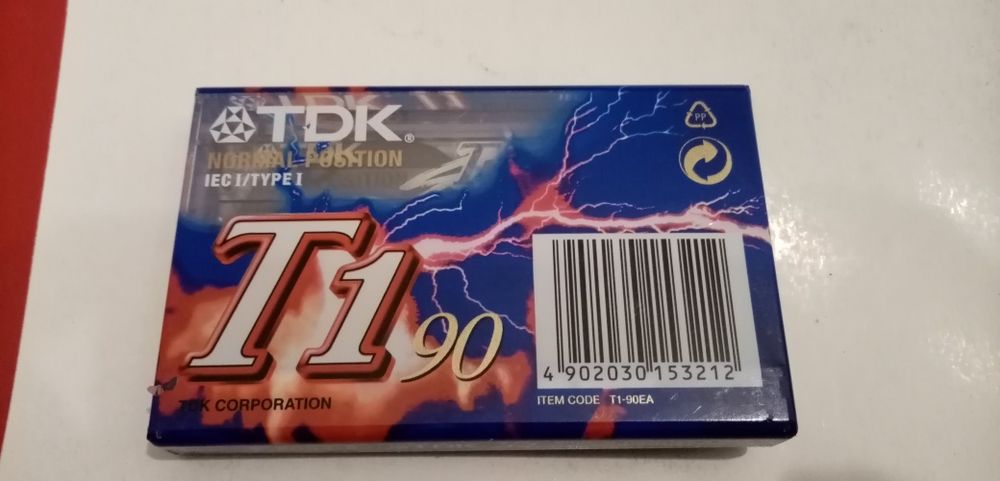 TDK®
NORMAL POSITION
IEC I/TYPE I
PP
T1
90
4 902030 153212
TDK CORPORATION
ITEM CODE T1-90EA